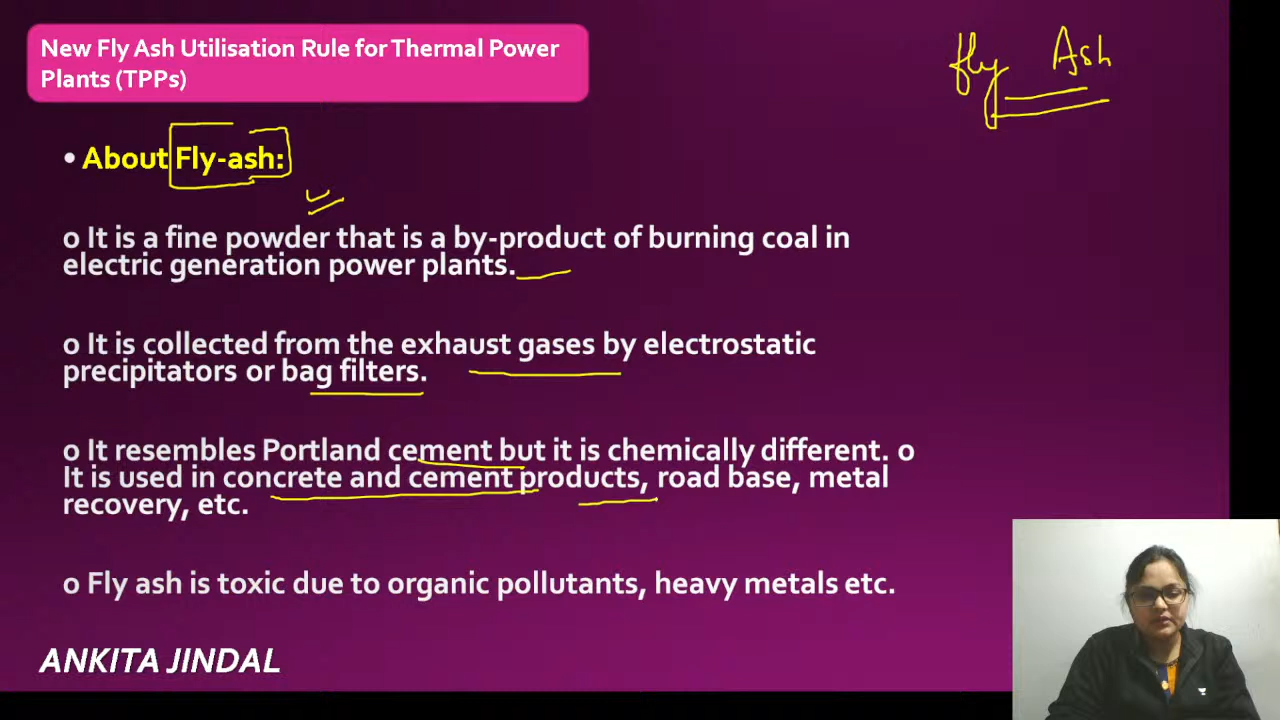 New Fly Ash Utilisation Rule for Thermal Power
Plants (TPPs)
fly Ash
• About Fly-ash:
o It is a fine powder that is a by-product of burning coal in
electric generation power plants.
o It is collected from the exhaust gases by electrostatic
precipitators or bag filters.
o It resembles Portland cement but it is chemically different. o
It is used in concrete and cement products, road base, metal
recovery, etc.
o Fly ash is toxic due to organic pollutants, heavy metals etc.
ANKITA JINDAL